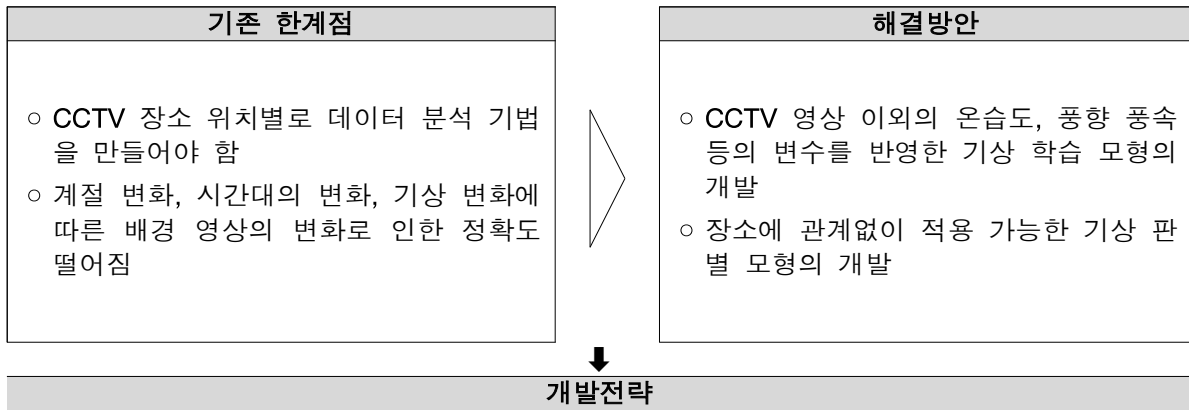 기존 한계점
○ CCTV 장소 위치별로 데이터 분석 기법
을 만들어야 함
○ 계절 변화, 시간대의 변화, 기상 변화에
따른 배경 영상의 변화로 인한 정확도
떨어짐
해결방안
○ CCTV 영상 이외의 온습도, 풍향 풍속
등의 변수를 반영한 기상 학습 모형의
개발
○ 장소에 관계없이 적용 가능한 기상 판
별 모형의 개발
개발전략